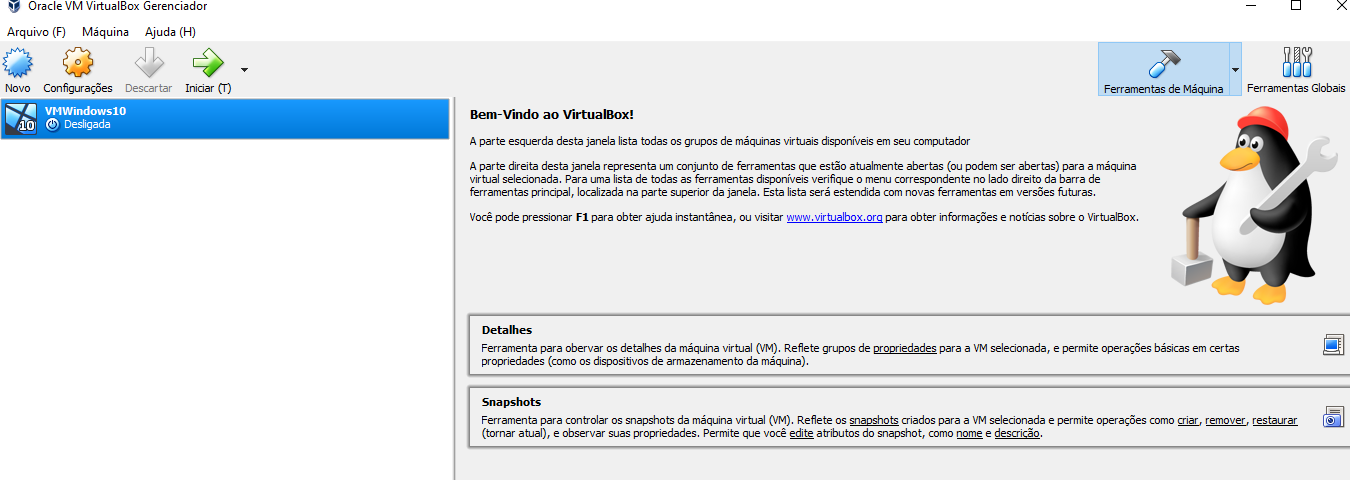 Oracle VM VirtualBox Gerenciador
Arquivo (F) Máquina Ajuda (H)
Novo Configurações Descartar Iniciar (T) Ferramentas de Máquina Ferramentas Globais
VMWindows10
10 Desligada
Bem-Vindo ao VirtualBox!
A parte esquerda desta janela lista todas os grupos de máquinas virtuais disponíveis em seu computador
A parte direita desta janela representa um conjunto de ferramentas que estão atualmente abertas (ou podem ser abertas) para a máquina
virtual selecionada. Para uma lista de todas as ferramentas disponíveis verifique o menu correspondente no lado direito da barra de
ferramentas principal, localizada na parte superior da janela. Esta lista será estendida com novas ferramentas em versões futuras.
Você pode pressionar F1 para obter ajuda instantânea, ou visitar www.virtualbox.org para obter informações e notícias sobre o VirtualBox.
Detalhes
Ferramenta para obervar os detalhes da máquina virtual (VM). Reflete grupos de propriedades para a VM selecionada, e permite operações básicas em certas
propriedades (como os dispositivos de armazenamento da máquina).
Snapshots
Ferramenta para controlar os snapshots da máquina virtual (VM). Reflete os snapshots criados para a VM selecionada e permite operações como criar, remover, restaurar
(tornar atual), e observar suas propriedades. Permite que você edite atributos do snapshot, como nome e descrição.